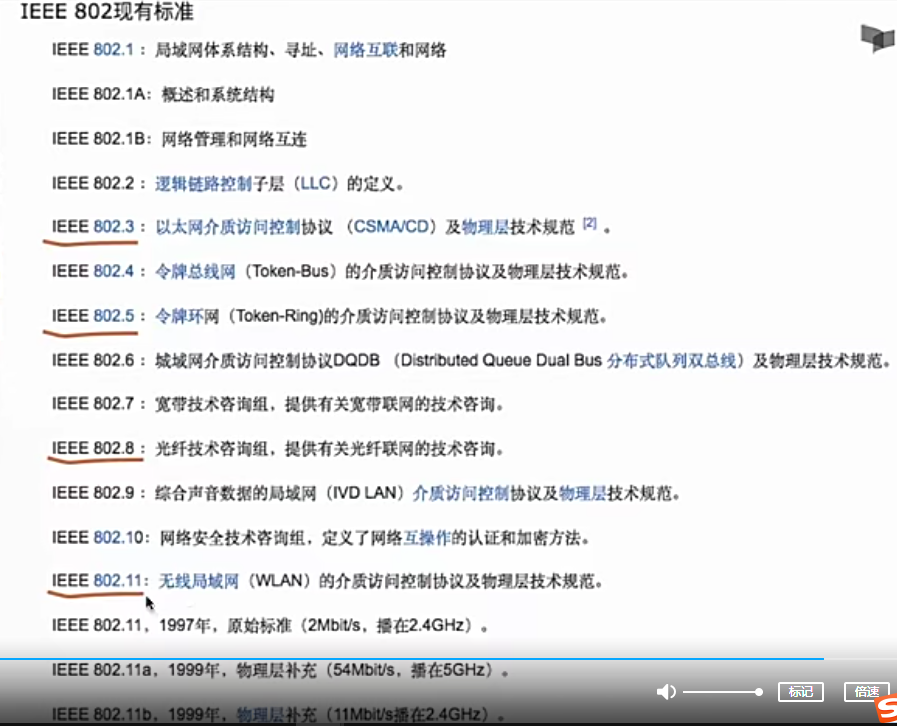 IEEE 802现有标准
IEEE 802.1 : 局域网体系结构、寻址、网络互联和网络
IEEE 802.1A: 概述和系统结构
IEEE 802.1B: 网络管理和网络互连
IEEE 802.2 : 逻辑链路控制子层（LLC）的定义。
IEEE 802.3 : 以太网介质访问控制协议 （CSMA/CD）及物理层技术规范 [2] 。
IEEE 802.4 : 令牌总线网（Token-Bus）的介质访问控制协议及物理层技术规范。
IEEE 802.5 : 令牌环网（Token-Ring)的介质访问控制协议及物理层技术规范。
IEEE 802.6 : 城域网介质访问控制协议DQDB （Distributed Queue Dual Bus 分布式队列双总线）及物理层技术规范。
IEEE 802.7 : 宽带技术咨询组，提供有关宽带联网的技术咨询。
IEEE 802.8 : 光纤技术咨询组，提供有关光纤联网的技术咨询。
IEEE 802.9 : 综合声音数据的局域网（IVD LAN）介质访问控制协议及物理层技术规范。
IEEE 802.10: 网络安全技术咨询组，定义了网络互操作的认证和加密方法。
IEEE 802.11: 无线局域网（WLAN）的介质访问控制协议及物理层技术规范。
IEEE 802.11，1997年，原始标准（2Mbit/s，播在2.4GHz）。
IEEE 802.11a，1999年，物理层补充（54Mbit/s，播在5GHz）。
IEEE 802.11b，1999年，物理层补充（11Mbit/s播在2.4GHz）。
标记
倍速